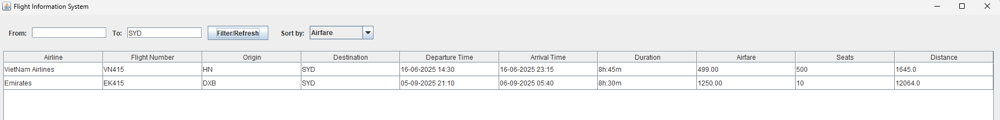 Flight Information System
From: To: SYD Filter/Refresh Sort by: Airfare
Airline Flight Number Origin Destination Departure Time Arrival Time Duration Airfare Seats Distance
VietNam Airlines VN415 HN SYD 16-06-2025 14:30 16-06-2025 23:15 8h:45m 499.00 500 1645.0
Emirates EK415 DXB SYD 05-09-2025 21:10 06-09-2025 05:40 8h:30m 1250.00 10 12064.0